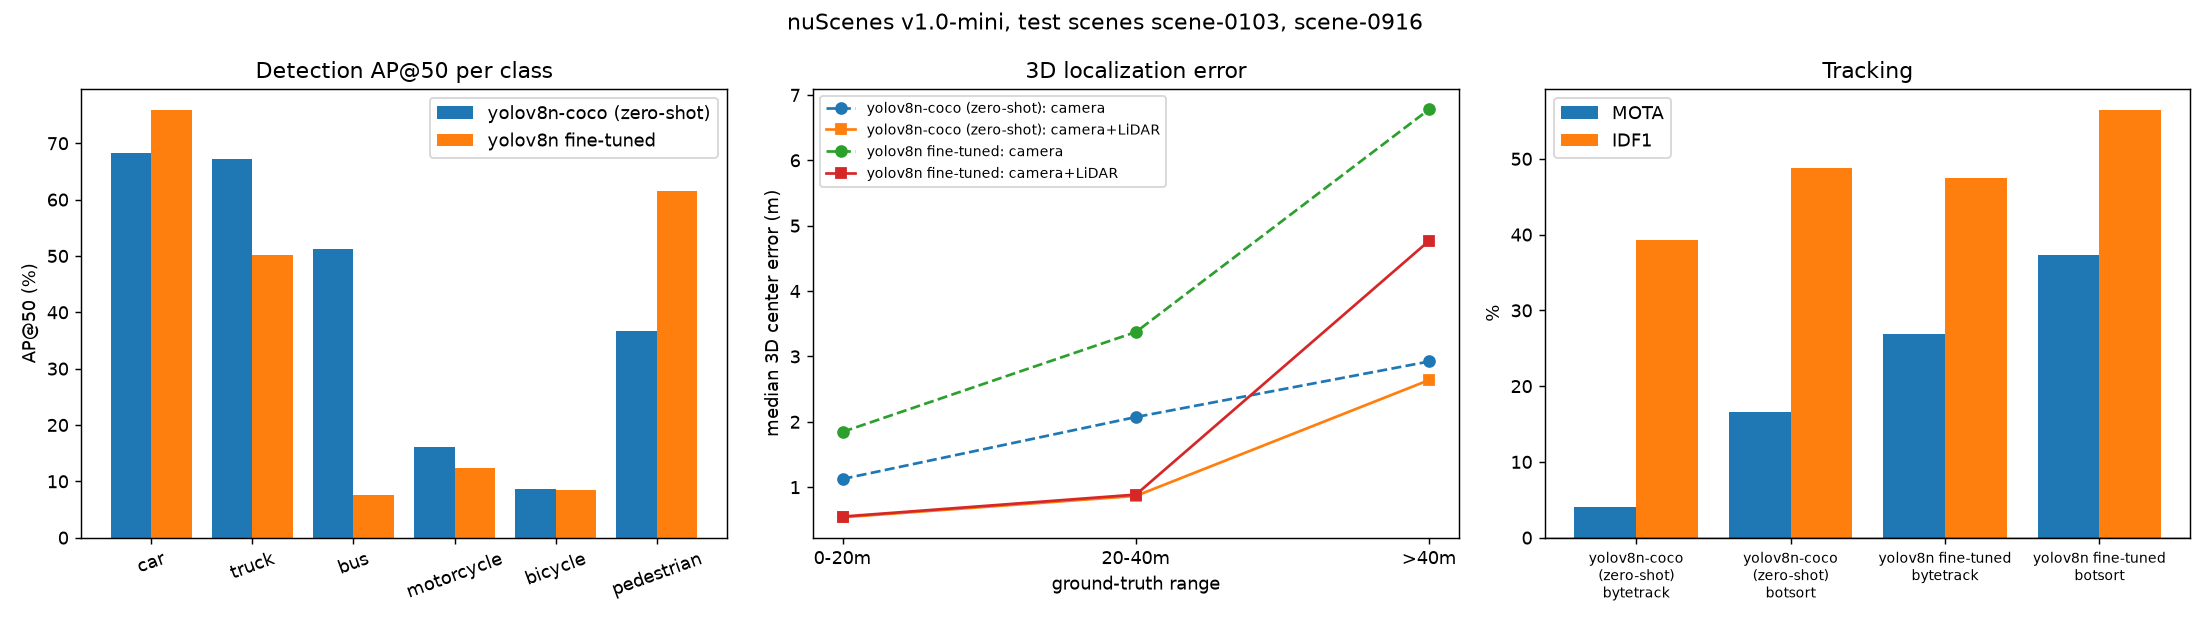 nuScenes v1.0-mini, test scenes scene-0103, scene-0916
Detection AP@50 per class
AP@50 (%)
70
60
50
40
30
20
10
0
yolov8n-coco (zero-shot)
yolov8n fine-tuned
car
truck
bus
motorcycle
bicycle
pedestrian
3D localization error
median 3D center error (m)
7
6
5
4
3
2
1
yolov8n-coco (zero-shot): camera
yolov8n-coco (zero-shot): camera+LiDAR
yolov8n fine-tuned: camera
yolov8n fine-tuned: camera+LiDAR
0-20m
20-40m
>40m
ground-truth range
Tracking
%
50
40
30
20
10
0
MOTA
IDF1
yolov8n-coco
(zero-shot)
bytetrack
yolov8n-coco
(zero-shot)
botsort
yolov8n fine-tuned
bytetrack
yolov8n fine-tuned
botsort